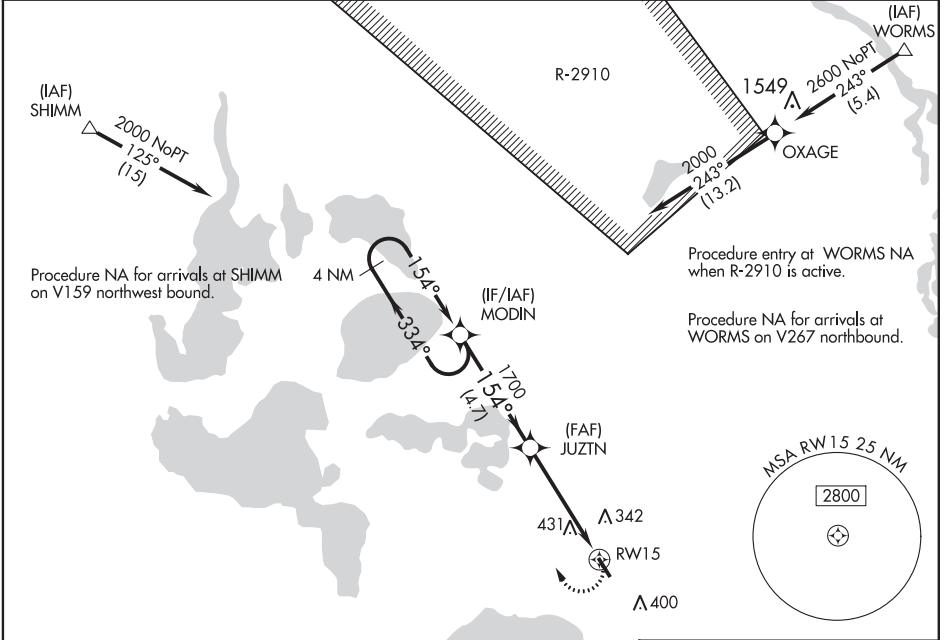 (IAF)
WORMS
2600 NoPT
243°
(5.4)
R-2910
1549
OXAGE
2000
243°
(13.2)
(IAF)
SHIMM
2000 NoPT
125°
(15)
Procedure NA for arrivals at SHIMM
on V159 northwest bound.
4 NM
154°
334°
(IF/IAF)
MODIN
Procedure entry at WORMS NA
when R-2910 is active.
Procedure NA for arrivals at
WORMS on V267 northbound.
1700
154°
(4.7)
(FAF)
JUZTN
MSA RW15 25 NM
2800
431
342
RW15
400